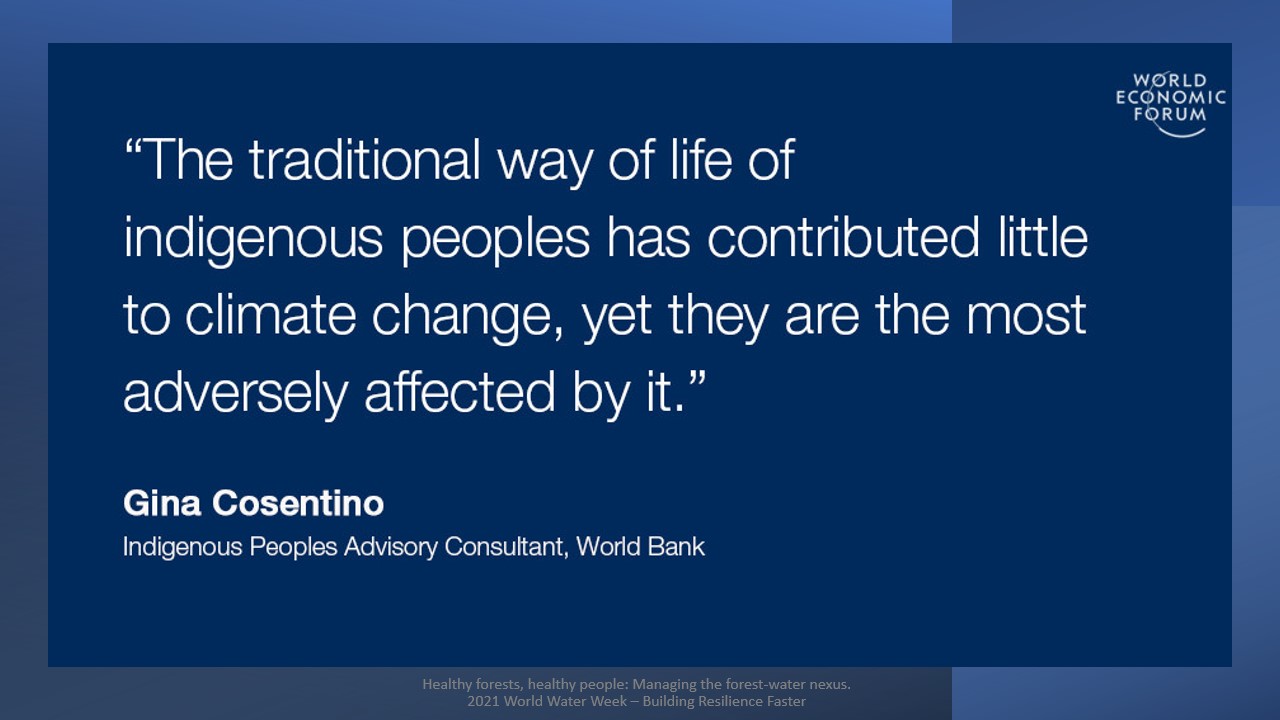 WORLD
ECONOMIC
FORUM
“The traditional way of life of
indigenous peoples has contributed little
to climate change, yet they are the most
adversely affected by it.”
Gina Cosentino
Indigenous Peoples Advisory Consultant, World Bank
Healthy forests, healthy people: Managing the forest-water nexus.
2021 World Water Week – Building Resilience Faster